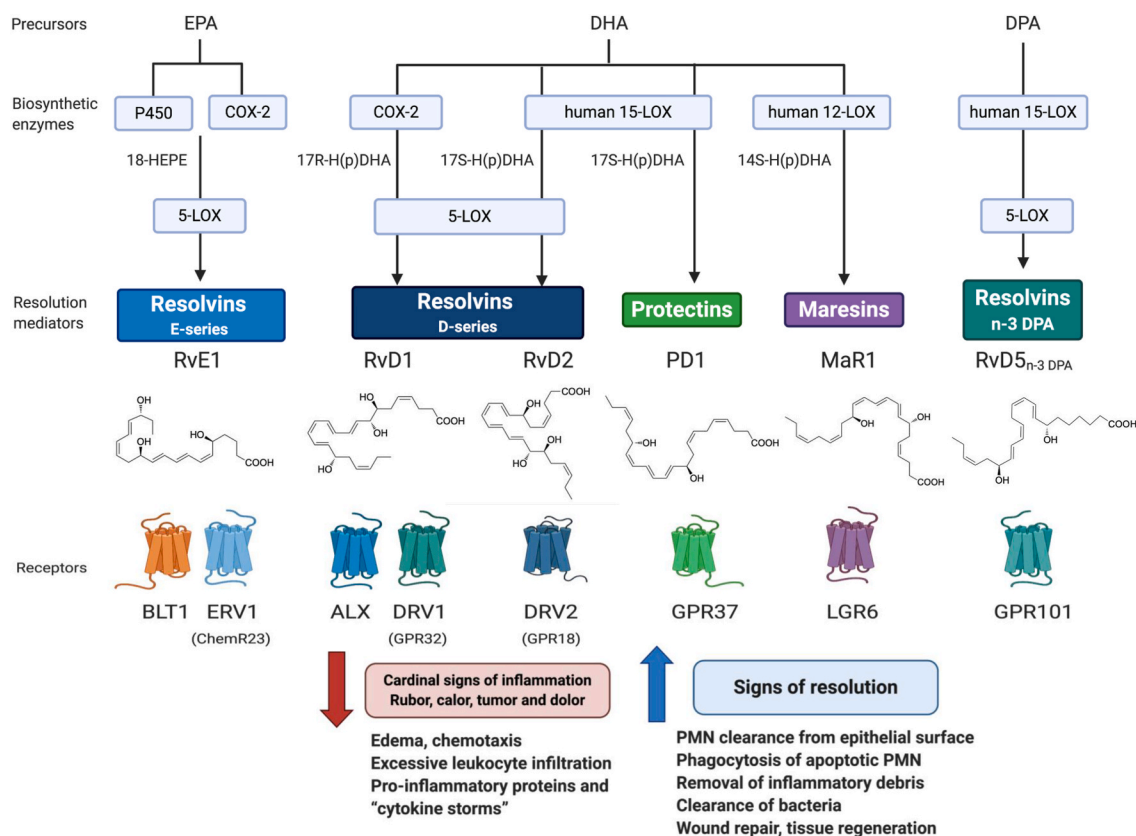 Precursors
EPA
DHA
DPA
Biosynthetic
enzymes
P450
COX-2
COX-2
human 15-LOX
human 12-LOX
human 15-LOX
18-HEPE
17R-H(p)DHA
17S-H(p)DHA
17S-H(p)DHA
14S-H(p)DHA
5-LOX
5-LOX
5-LOX
Resolution
mediators
Resolvins
E-series
Resolvins
D-series
Protectins
Maresins
Resolvins
n-3 DPA
RvE1
RvD1
RvD2
PD1
MaR1
RvD5n-3 DPA
OH
OH
OH
COOH
OH
OH
OH
COOH
OH
COOH
OH
OH
OH
OH
COOH
OH
OH
COOH
OH
OH
COOH
Receptors
BLT1
ERV1
(ChemR23)
ALX
DRV1
(GPR32)
DRV2
(GPR18)
GPR37
LGR6
GPR101
Cardinal signs of inflammation
Rubor, calor, tumor and dolor
Edema, chemotaxis
Excessive leukocyte infiltration
Pro-inflammatory proteins and
“cytokine storms”
Signs of resolution
PMN clearance from epithelial surface
Phagocytosis of apoptotic PMN
Removal of inflammatory debris
Clearance of bacteria
Wound repair, tissue regeneration